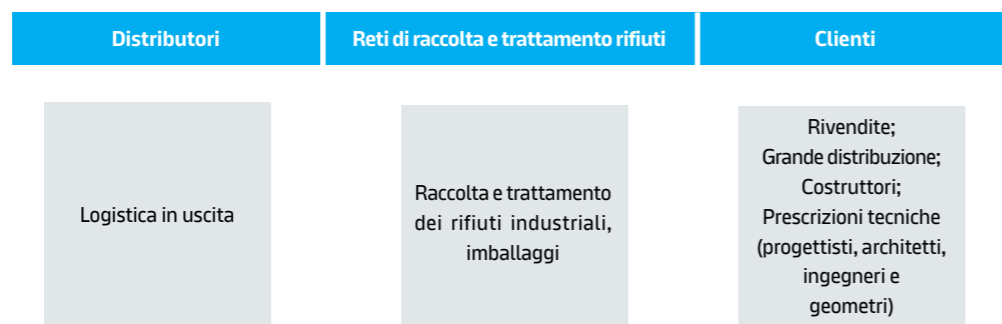 Distributori
Reti di raccolta e trattamento rifiuti
Clienti
Logistica in uscita
Raccolta e trattamento
dei rifiuti industriali,
imballaggi
Rivendite;
Grande distribuzione;
Costruttori;
Prescrizioni tecniche
(progettisti, architetti,
ingegneri e
geometri)